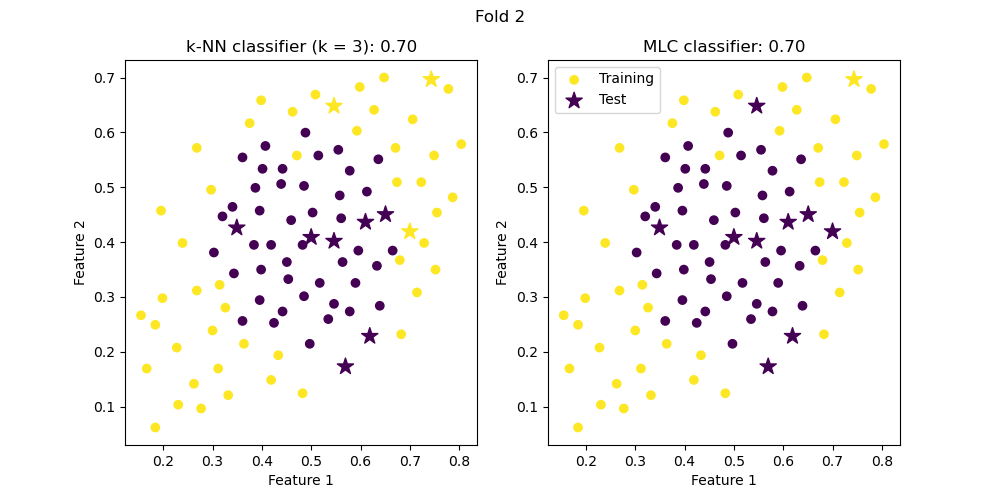 Fold 2
k-NN classifier (k = 3): 0.70
0.7
0.6
0.5
0.4
0.3
0.2
0.1
Feature 2
0.2 0.3 0.4 0.5 0.6 0.7 0.8
Feature 1
MLC classifier: 0.70
Training
Test
0.7
0.6
0.5
0.4
0.3
0.2
0.1
Feature 2
0.2 0.3 0.4 0.5 0.6 0.7 0.8
Feature 1